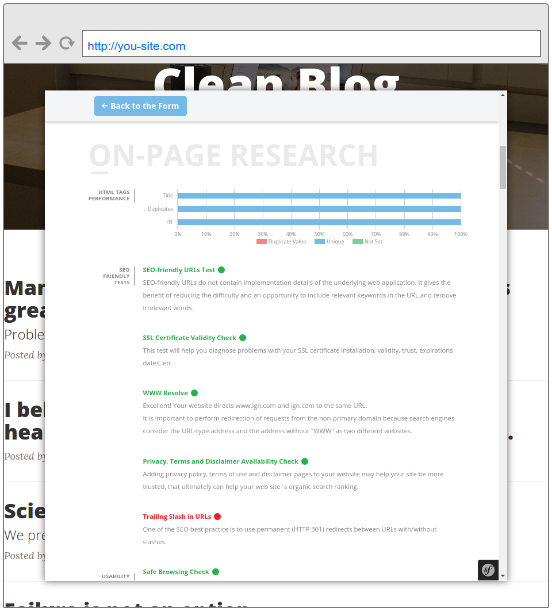 http://you-site.com
Clean Blog
← Back to the Form
ON-PAGE RESEARCH
HTML TAGS
PERFORMANCE
Title
Duplicates
H1
0% 10% 20% 30% 40% 50% 60% 70% 80% 90% 100%
Duplicate Value Unique Not Set
SEO
FRIENDLY
TESTS
SEO-friendly URLs Test
SEO-friendly URLs do not contain implementation details of the underlying web application. It gives the
benefit of reducing the difficulty and an opportunity to include relevant keywords in the URL and remove
irrelevant words.
SSL Certificate Validity Check
This test will help you diagnose problems with your SSL certificate installation, validity, trust, expirations
dates, etc.
WWW Resolve
Excellent! Your website directs www.ign.com and ign.com to the same URL.
It is important to perform redirection of requests from the non-primary domain because search engines
consider the URL-type address and the address without "WWW" as two different websites.
Privacy, Terms and Disclaimer Availability Check
Adding privacy policy, terms of use and disclaimer pages to your website may help your site be more
trusted, that ultimately can help your web site`s organic search ranking.
Trailing Slash in URLs
One of the SEO best practice is to use permanent (HTTP 301) redirects between URLs with/without
slashes.
USABILITY
Safe Browsing Check
Man
grea
Proble
Posted by
I bel
hea
Posted by
Scie
We pre
Posted by
Failure is not an option
sf